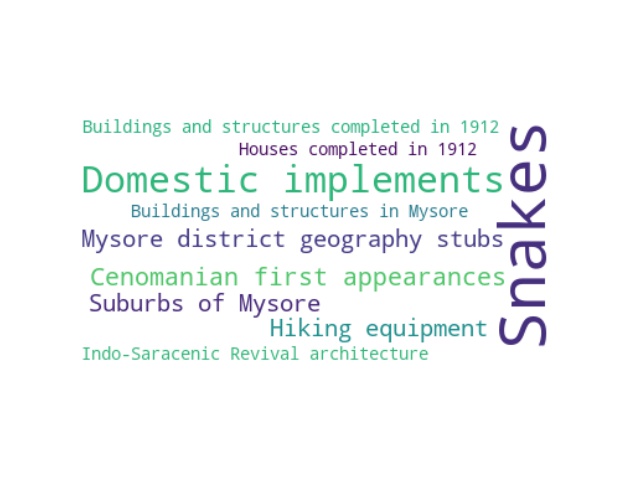 Buildings and structures completed in 1912
Houses completed in 1912
Domestic implements
Buildings and structures in Mysore
Mysore district geography stubs
Cenomanian first appearances
Suburbs of Mysore
Hiking equipment
Indo-Saracenic Revival architecture
Snakes